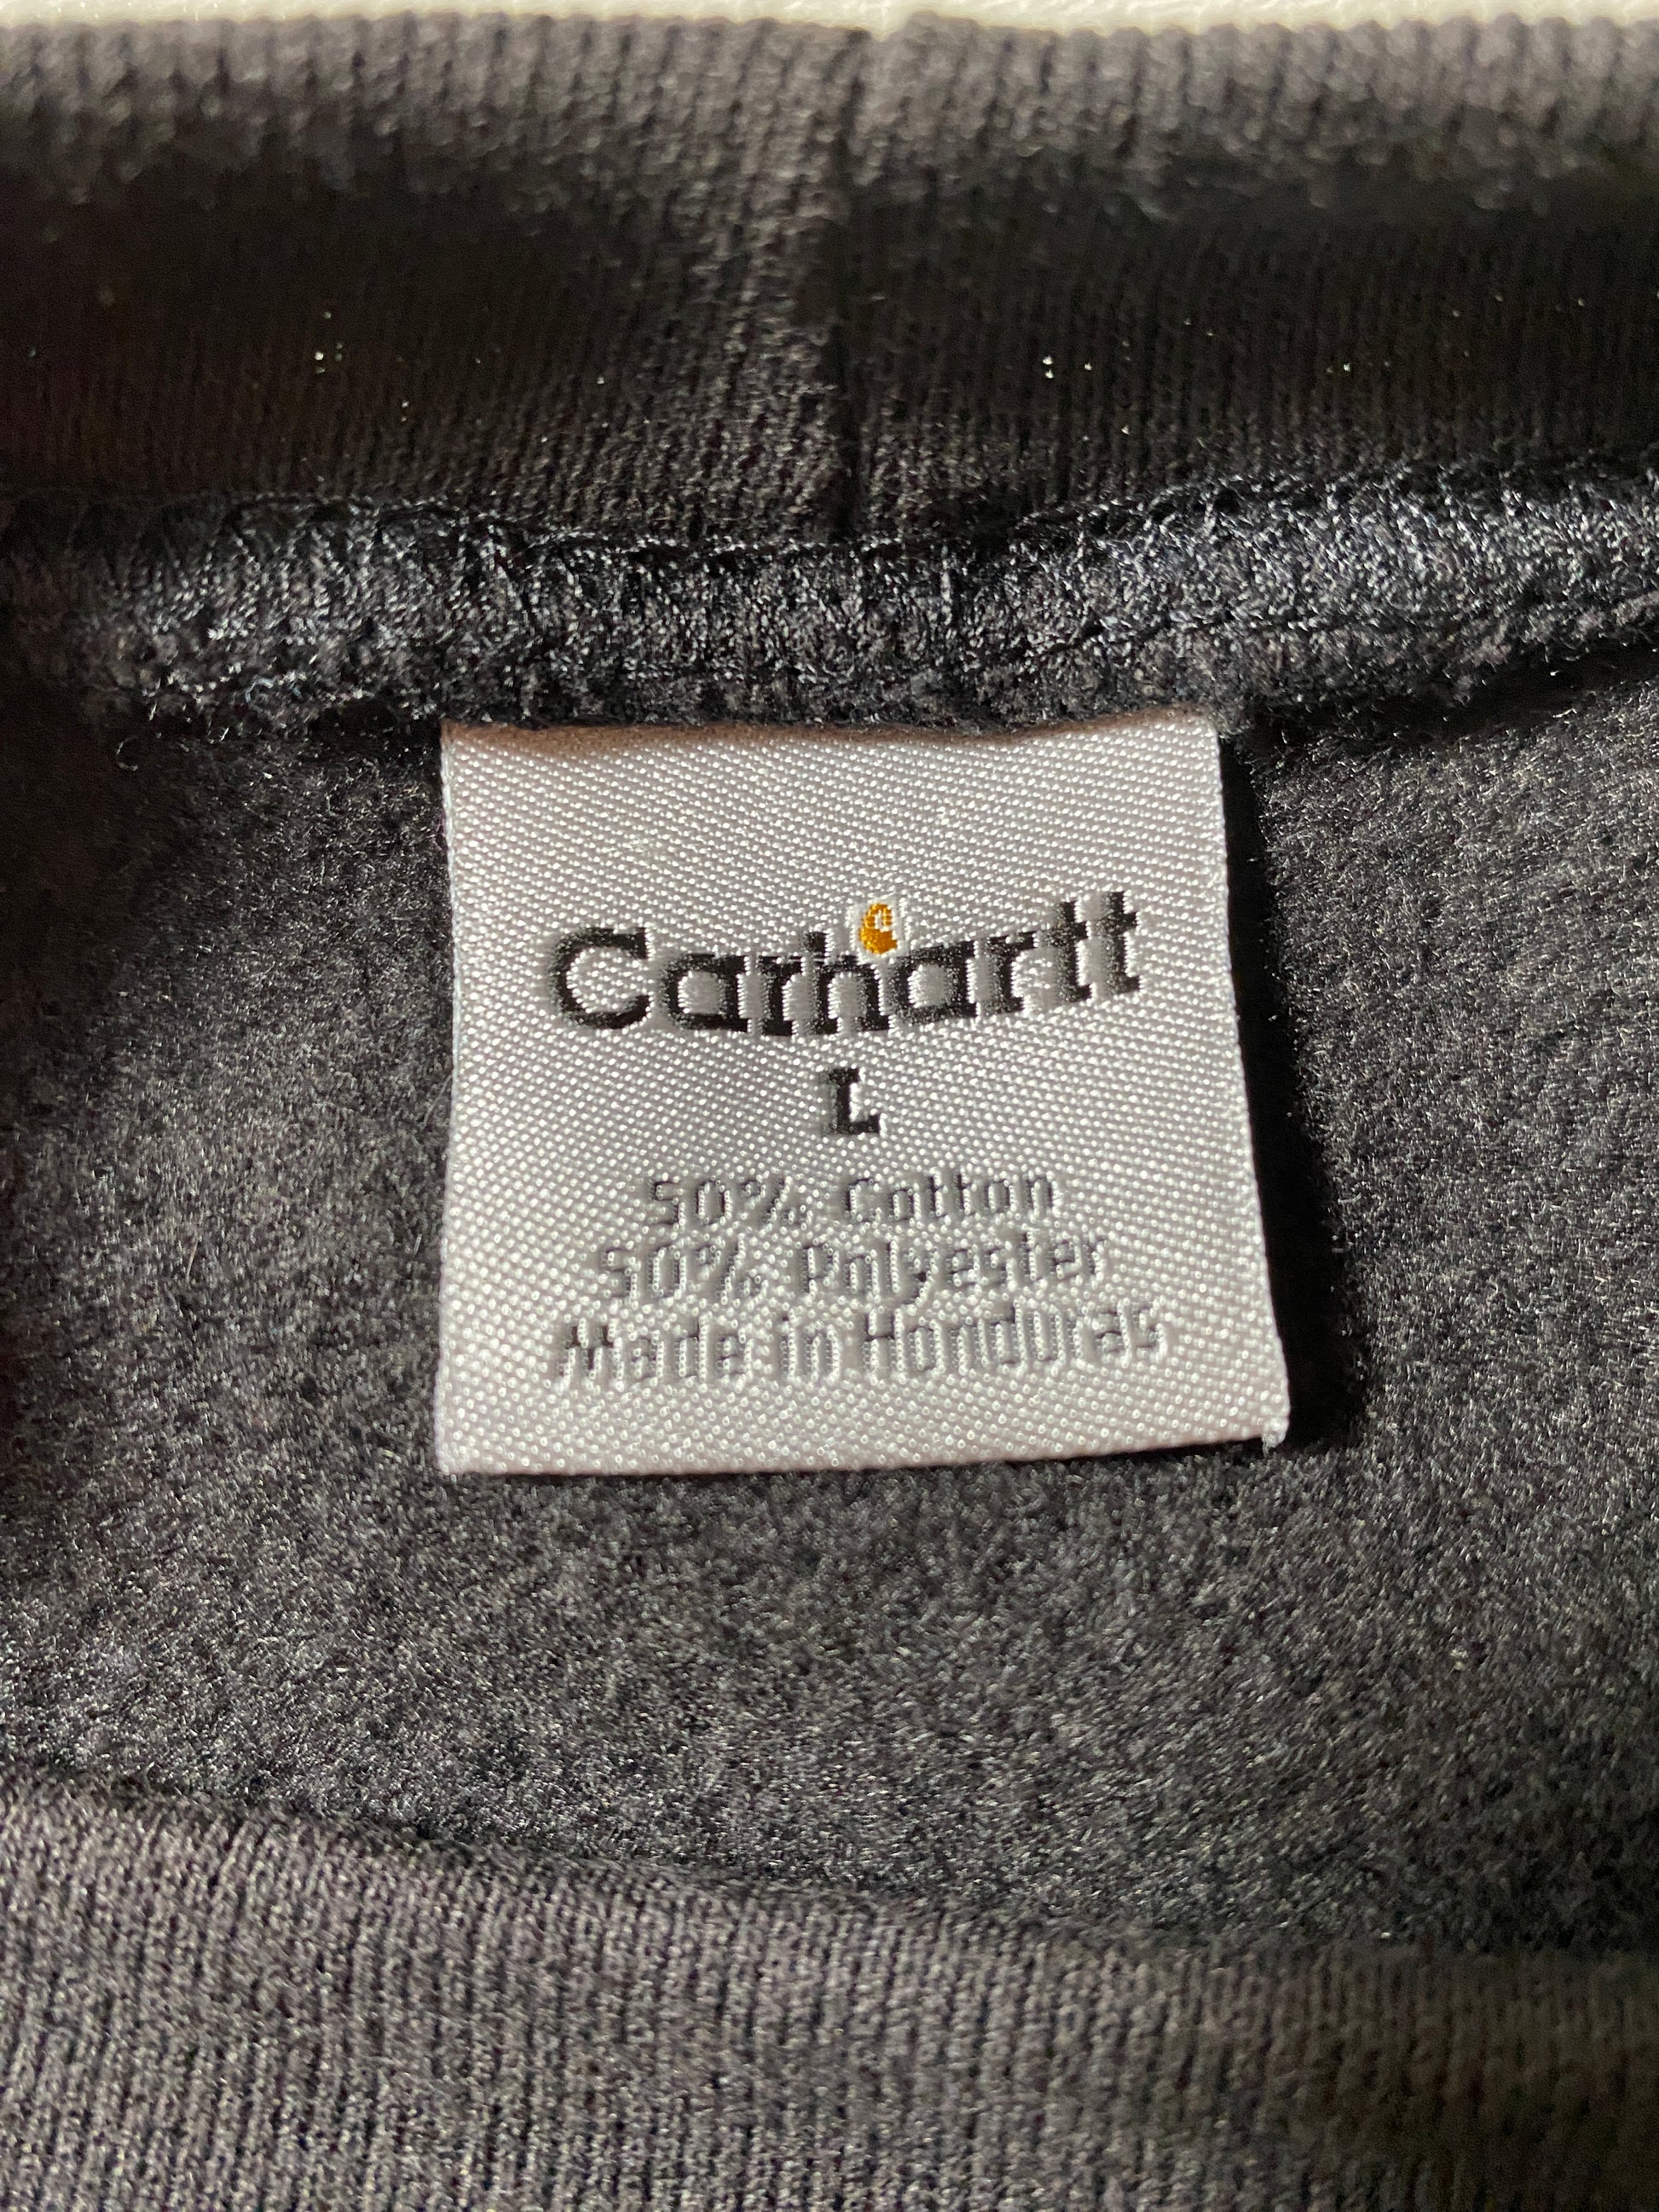 Carhartt
L
50% Cotton
50% Polyester
Made in Honduras